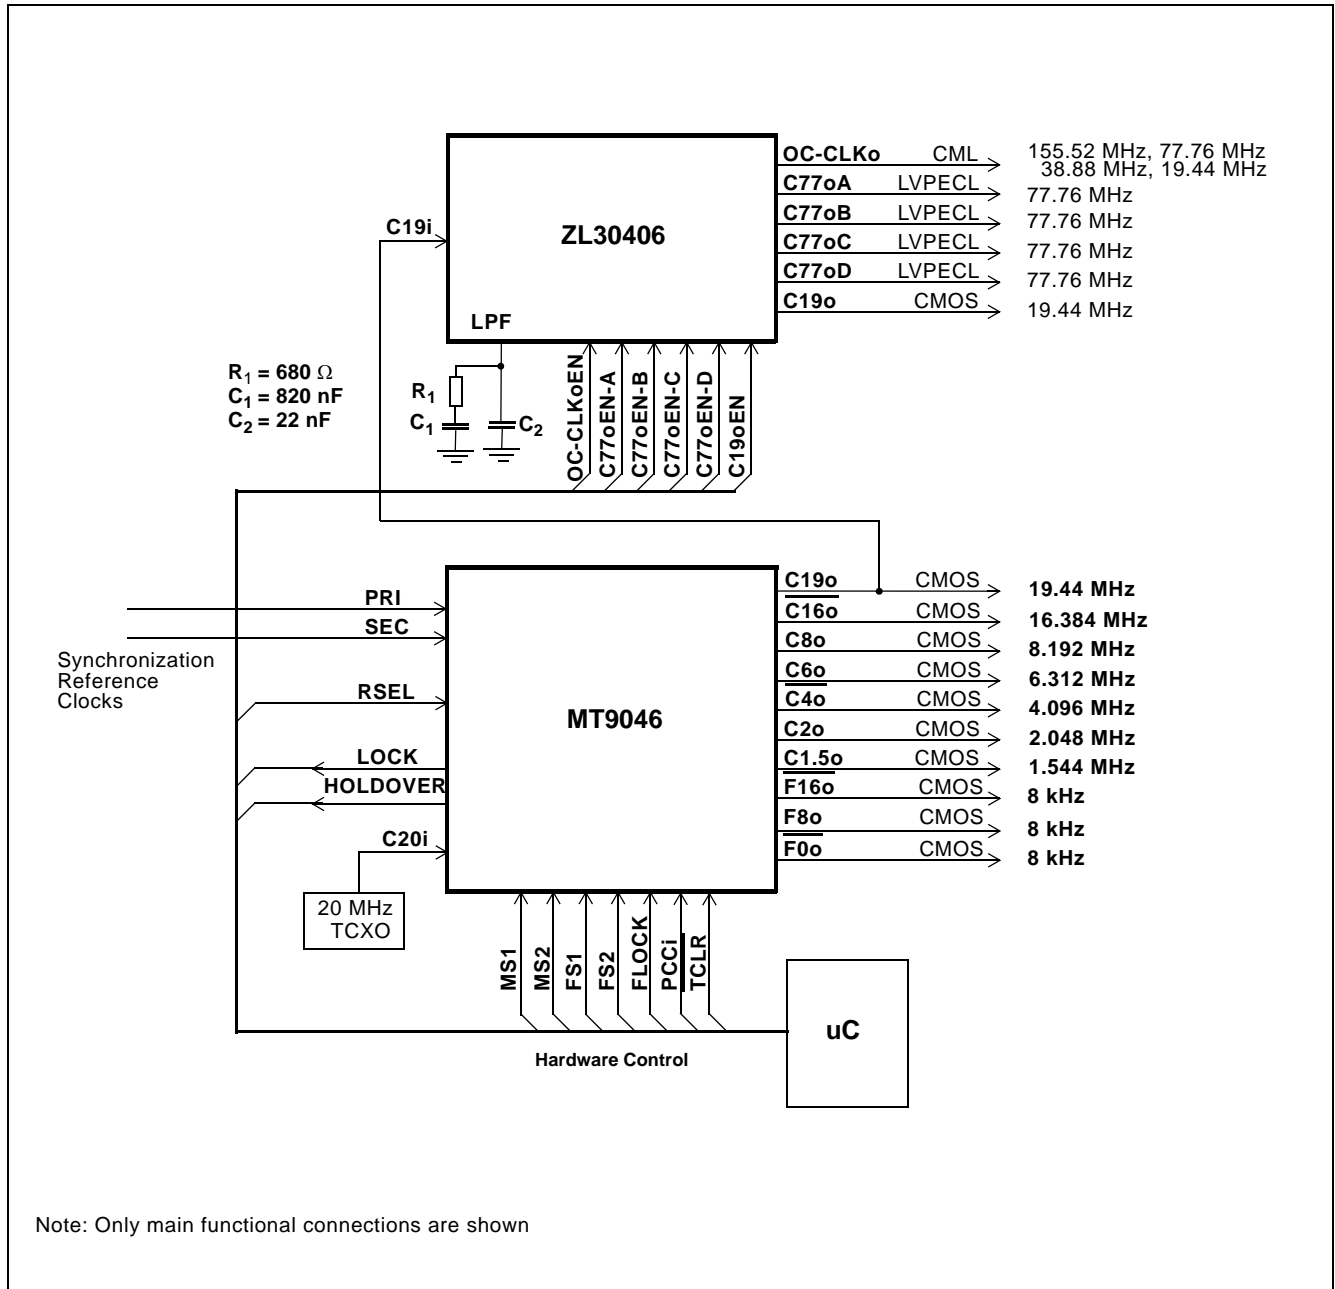 OC-CLKo CML 155.52 MHz, 77.76 MHz
38.88 MHz, 19.44 MHz
C77oA LVPECL 77.76 MHz
C77oB LVPECL 77.76 MHz
C19i
ZL30406
C77oC LVPECL 77.76 MHz
C77oD LVPECL 77.76 MHz
C19o CMOS 19.44 MHz
LPF
R1 = 680 Ω
C1 = 820 nF
C2 = 22 nF
R1
C1
C2
OC-CLKoEN
C77oEN-A
C77oEN-B
C77oEN-C
C77oEN-D
C19oEN
C19o CMOS 19.44 MHz
PRI
C16o CMOS 16.384 MHz
SEC
C8o CMOS 8.192 MHz
Synchronization
Reference
Clocks
C6o CMOS 6.312 MHz
RSEL
C4o CMOS 4.096 MHz
MT9046
C2o CMOS 2.048 MHz
LOCK
C1.5o CMOS 1.544 MHz
HOLDOVER
F16o CMOS 8 kHz
F8o CMOS 8 kHz
C20i
F0o CMOS 8 kHz
20 MHz
TCXO
MS1
MS2
FS1
FS2
FLOCK
PCCi
TCLR
uC
Hardware Control
Note: Only main functional connections are shown